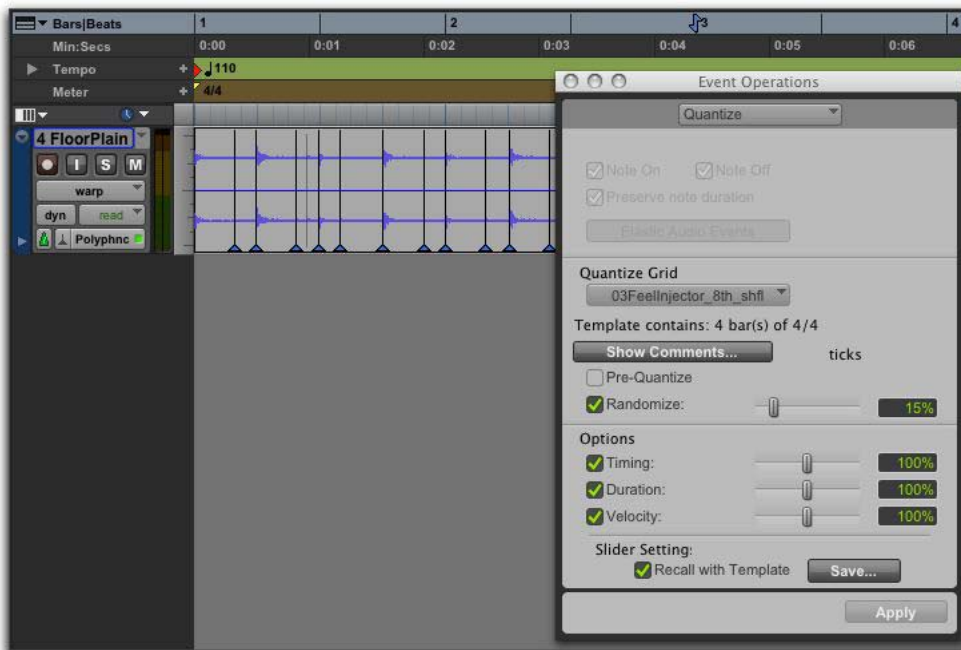 Bars|Beats 1 2 3 4
Min:Secs 0:00 0:01 0:02 0:03 0:04 0:05 0:06
Tempo + ♩110
Meter + 4/4
4 FloorPlain
I S M
warp
dyn read
Polyphnc
Event Operations
Quantize
Note On Note Off
Preserve note duration
Elastic Audio Events
Quantize Grid
03FeelInjector_8th_shfl
Template contains: 4 bar(s) of 4/4
Show Comments... ticks
Pre-Quantize
Randomize: 15%
Options
Timing: 100%
Duration: 100%
Velocity: 100%
Slider Setting:
Recall with Template Save...
Apply